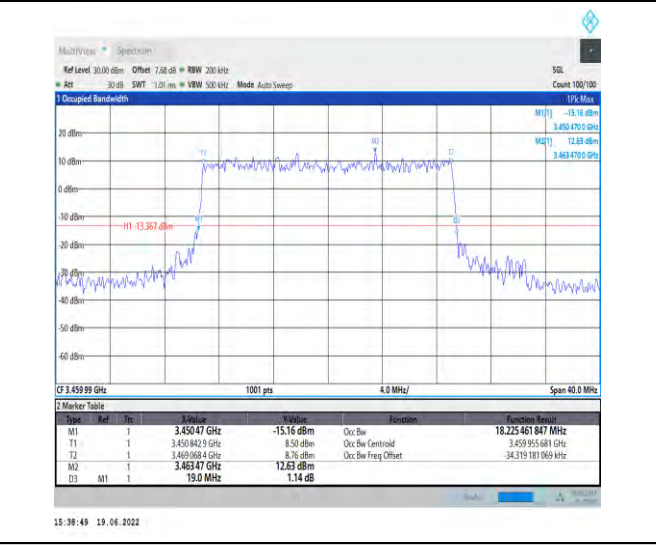 MultiView Spectrum
Ref Level 30.00 dBm Offset 7.68 dB RBW 200 kHz SGL
Att 30 dB SWT 1.01 ms VBW 500 kHz Mode Auto Sweep Count 100/100
1 Occupied Bandwidth 1Pk Max
M1[1] -15.16 dBm
3.450 470 0 GHz
20 dBm M2[1] 12.63 dBm
M2
3.463 470 0 GHz
T1 T2
10 dBm
0 dBm
-10 dBm
M1 D3
H1 -13.367 dBm
-20 dBm
-30 dBm
-40 dBm
-50 dBm
-60 dBm
CF 3.459 99 GHz 1001 pts 4.0 MHz/ Span 40.0 MHz
2 Marker Table
Type Ref Trc X-Value Y-Value Function Function Result
M1 1 3.450 47 GHz -15.16 dBm Occ Bw 18.225 461 847 MHz
T1 1 3.450 842 9 GHz 8.50 dBm Occ Bw Centroid 3.459 955 681 GHz
T2 1 3.469 068 4 GHz 8.76 dBm Occ Bw Freq Offset -34.319 181 069 kHz
M2 1 3.463 47 GHz 12.63 dBm
D3 M1 1 19.0 MHz 1.14 dB
15:38:49 19.06.2022